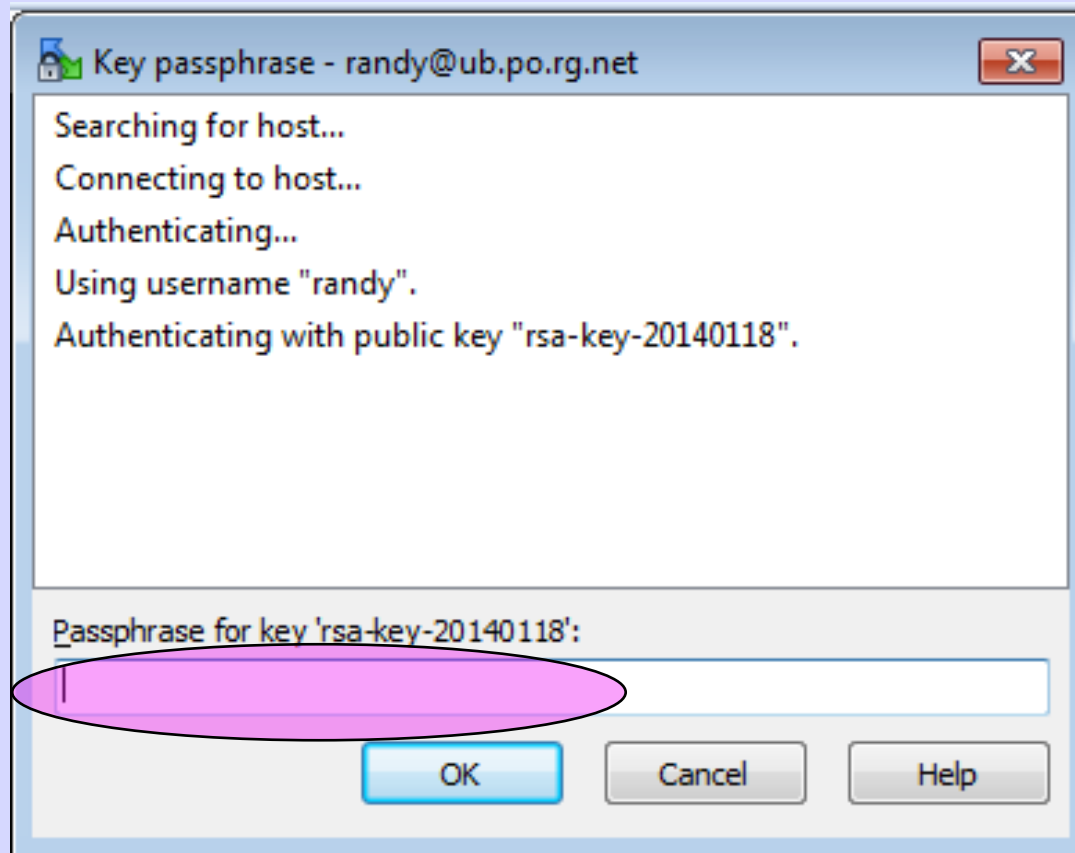 Key passphrase - randy@ub.po.rg.net
Searching for host...
Connecting to host...
Authenticating...
Using username "randy".
Authenticating with public key "rsa-key-20140118".
Passphrase for key 'rsa-key-20140118':
OK Cancel Help